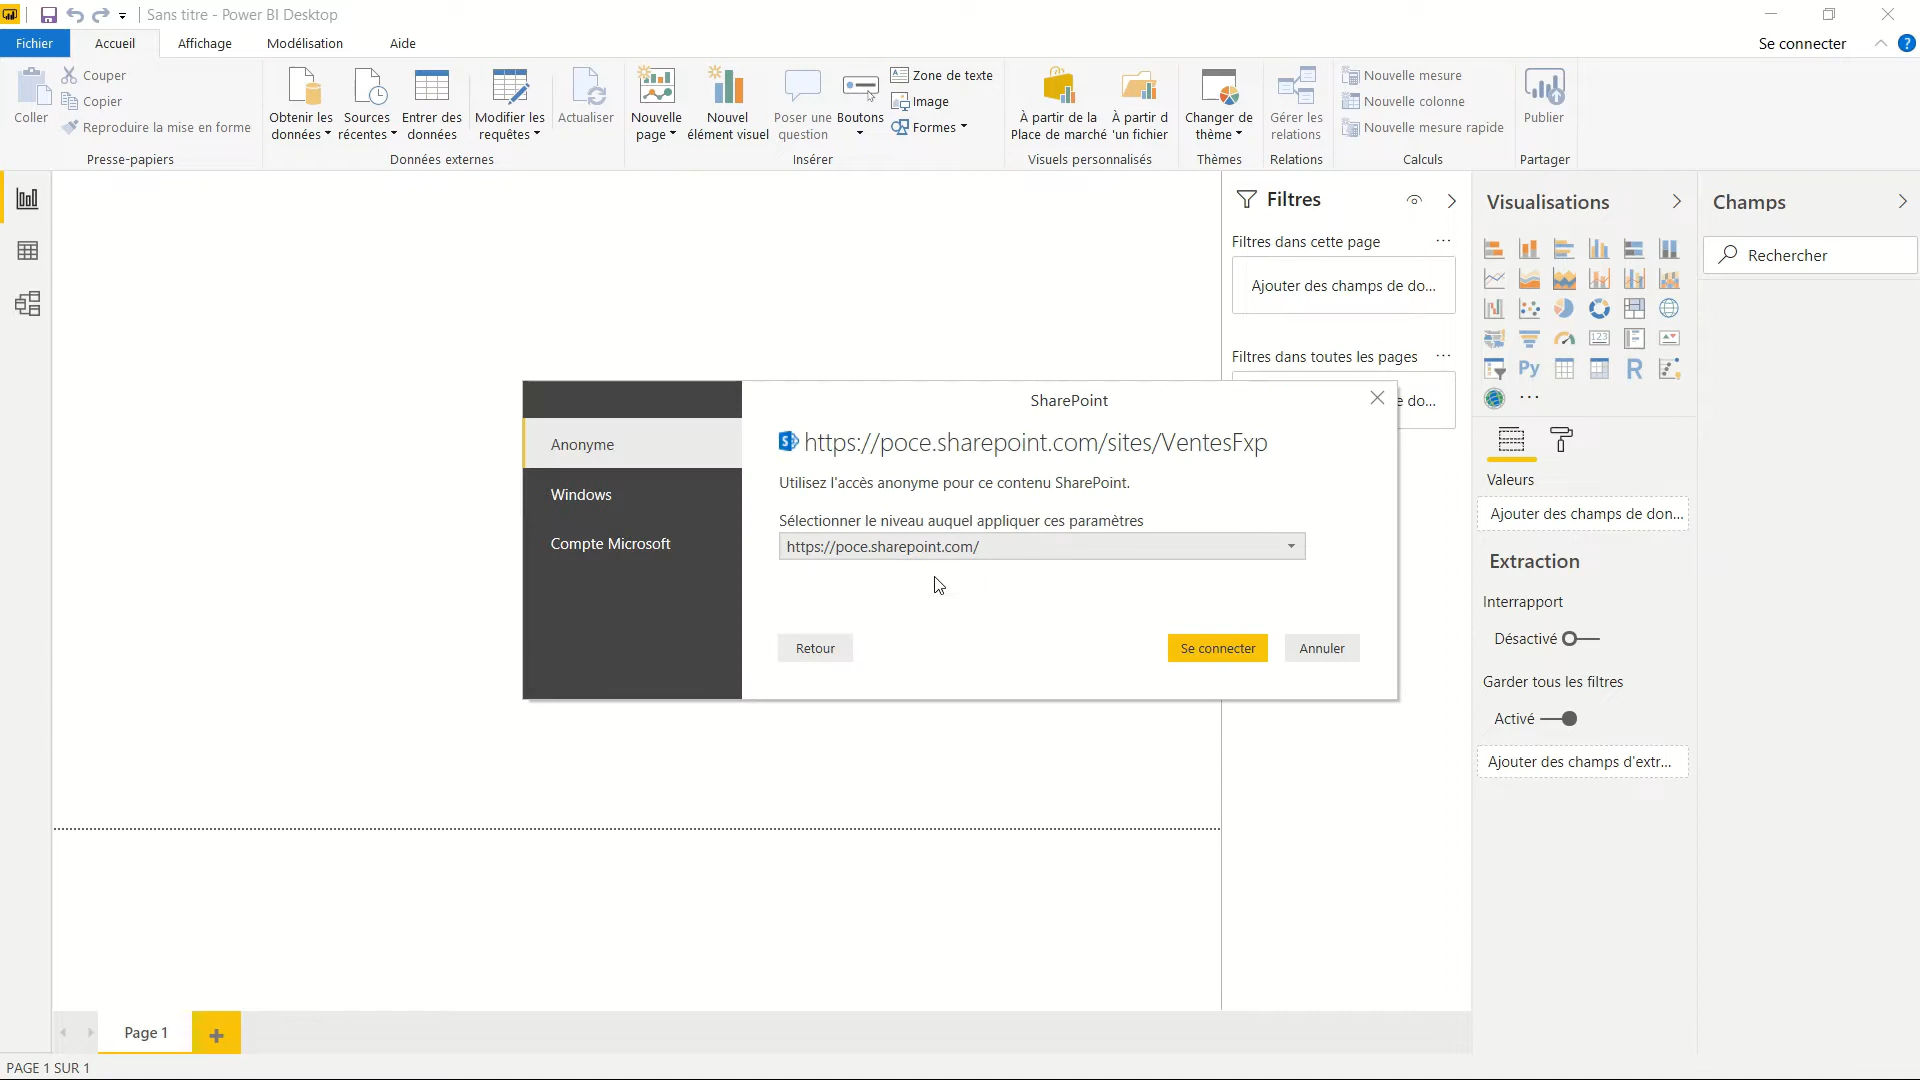 Sans titre - Power BI Desktop
Fichier
Accueil
Affichage
Modélisation
Aide
Se connecter
?
Coller
Couper
Copier
Reproduire la mise en forme
Presse-papiers
Obtenir les
données
Sources
récentes
Entrer des
données
Modifier les
requêtes
Actualiser
Données externes
Nouvelle
page
Nouvel
élément visuel
Poser une
question
Boutons
Zone de texte
Image
Formes
Insérer
À partir de la
Place de marché
À partir d
'un fichier
Visuels personnalisés
Changer de
thème
Thèmes
Gérer les
relations
Relations
Nouvelle mesure
Nouvelle colonne
Nouvelle mesure rapide
Calculs
Publier
Partager
Filtres
Filtres dans cette page
Ajouter des champs de do...
Filtres dans toutes les pages
e do...
Visualisations
123
Py
R
Valeurs
Ajouter des champs de don...
Extraction
Interrapport
Désactivé
Garder tous les filtres
Activé
Ajouter des champs d'extr...
Champs
Rechercher
SharePoint
Anonyme
Windows
Compte Microsoft
S
https://poce.sharepoint.com/sites/VentesFxp
Utilisez l'accès anonyme pour ce contenu SharePoint.
Sélectionner le niveau auquel appliquer ces paramètres
https://poce.sharepoint.com/
Retour
Se connecter
Annuler
Page 1
PAGE 1 SUR 1